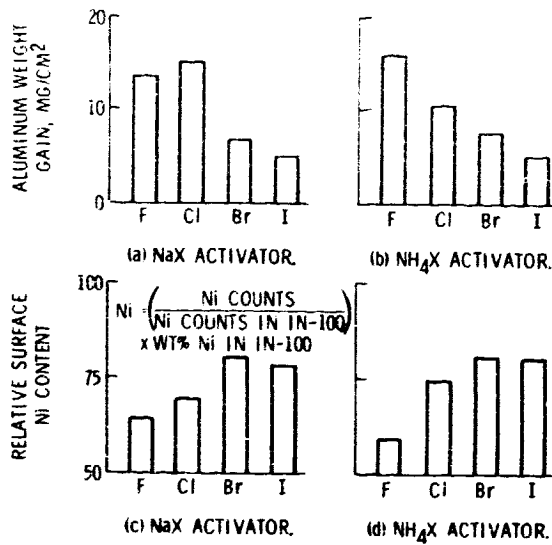 ALUMINUM WEIGHT
GAIN, MG/CM2
20
10
0
F Cl Br I
(a) NaX ACTIVATOR.
F Cl Br I
(b) NH4X ACTIVATOR.
RELATIVE SURFACE
Ni CONTENT
100
75
50
Ni = (Ni COUNTS
Ni COUNTS IN IN-100)
x WT% Ni IN IN-100
F Cl Br I
(c) NaX ACTIVATOR.
F Cl Br I
(d) NH4X ACTIVATOR.